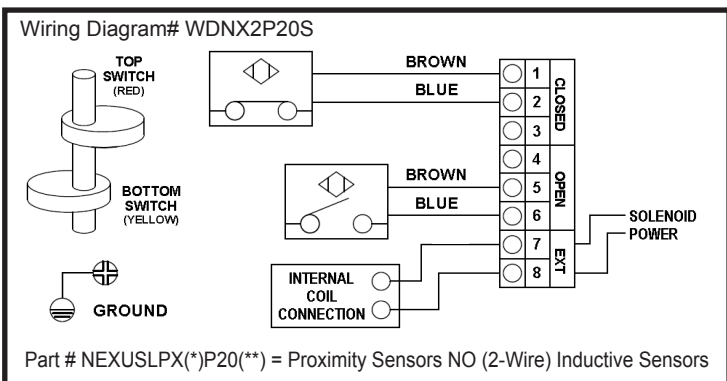 Wiring Diagram# WDNX2P20S
TOP
SWITCH
(RED)
BOTTOM
SWITCH
(YELLOW)
GROUND
BROWN
BLUE
BROWN
BLUE
INTERNAL
COIL
CONNECTION
1
2
3
4
5
6
7
8
CLOSED
OPEN
EXT
SOLENOID
POWER
Part # NEXUSLPX(*)P20(**) = Proximity Sensors NO (2-Wire) Inductive Sensors